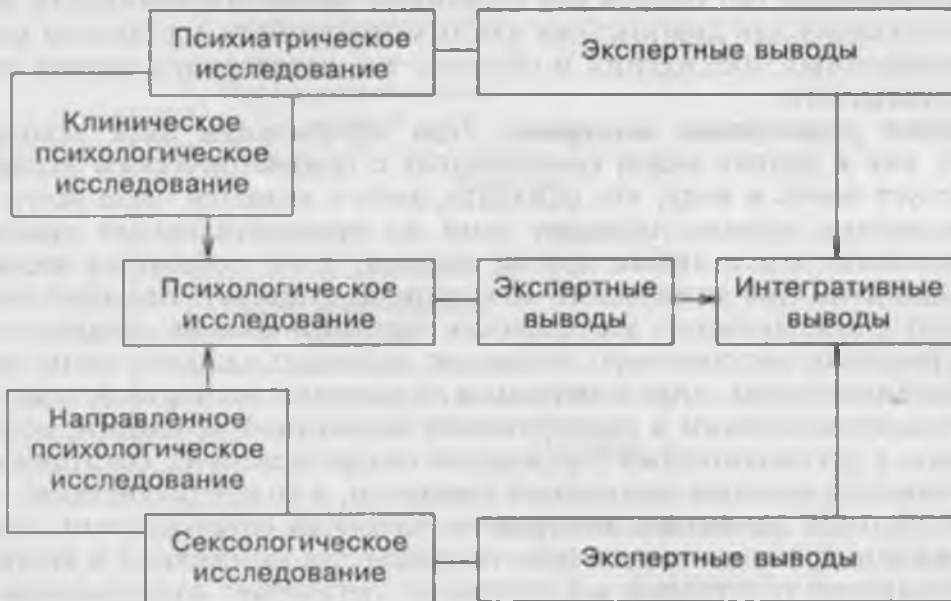 Психиатрическое
исследование
Экспертные выводы
Клиническое
психологическое
исследование
Психологическое
исследование
Экспертные
выводы
Интегративные
выводы
Направленное
психологическое
исследование
Сексологическое
исследование
Экспертные выводы